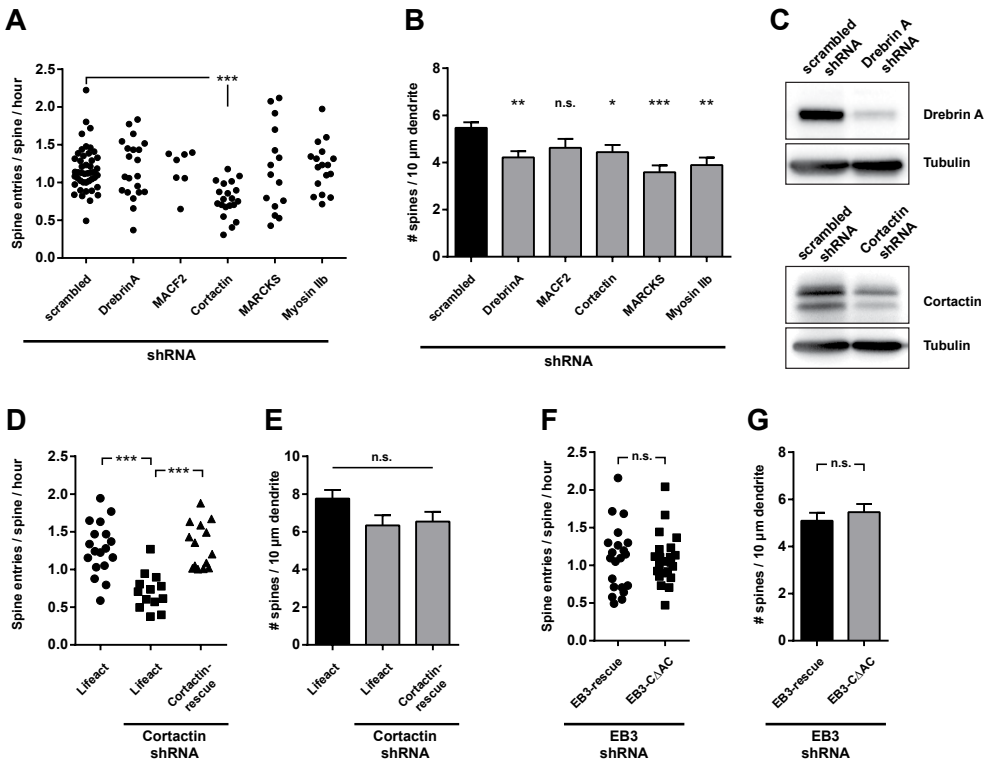 A
Spine entries / spine / hour
2.5
2.0
1.5
1.0
0.5
0.0
***
scrambled
DrebrinA
MACF2
Cortactin
MARCKS
Myosin IIb
shRNA
B
# spines / 10 µm dendrite
8
6
4
2
0
**
n.s.
*
***
**
scrambled
DrebrinA
MACF2
Cortactin
MARCKS
Myosin IIb
shRNA
C
scrambled
shRNA
Drebrin A
shRNA
Drebrin A
Tubulin
scrambled
shRNA
Cortactin
shRNA
Cortactin
Tubulin
D
Spine entries / spine / hour
2.5
2.0
1.5
1.0
0.5
0.0
***
***
Lifeact
Lifeact
Cortactin-
rescue
Cortactin
shRNA
E
# spines / 10 µm dendrite
10
8
6
4
2
0
n.s.
Lifeact
Lifeact
Cortactin-
rescue
Cortactin
shRNA
F
Spine entries / spine / hour
2.5
2.0
1.5
1.0
0.5
0.0
n.s.
EB3-rescue
EB3-CΔAC
EB3
shRNA
G
# spines / 10 µm dendrite
8
6
4
2
0
n.s.
EB3-rescue
EB3-CΔAC
EB3
shRNA